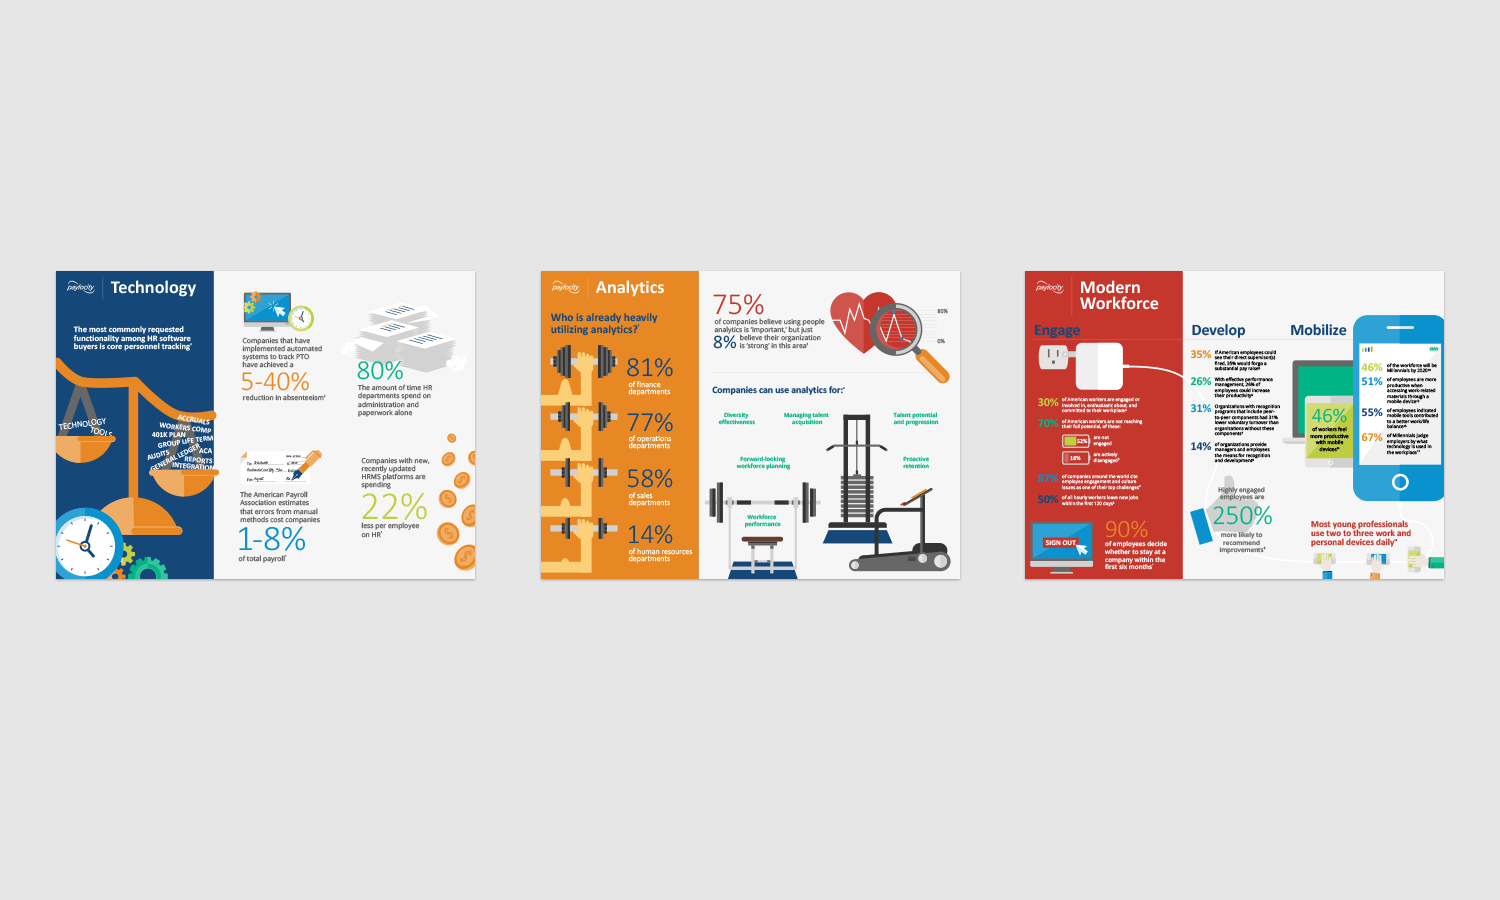 paylocity
Technology
The most commonly requested
functionality among HR software
buyers is core personnel tracking
TECHNOLOGY
TOOLS
ACCRUALS
WORKERS COMP
401K PLAN
GROUP LIFE TERM
AUDITS
ACA
GENERAL LEDGER
REPORTS
INTEGRATION
Companies that have
implemented automated
systems to track PTO
have achieved a
5-40%
reduction in absenteeism
80%
The amount of time HR
departments spend on
administration and
paperwork alone
The American Payroll
Association estimates
that errors from manual
methods cost companies
1-8%
of total payroll
Companies with new,
recently updated
HRMS platforms are
spending
22%
less per employee
on HR
paylocity
Analytics
Who is already heavily
utilizing analytics?
81%
of finance
departments
77%
of operations
departments
58%
of sales
departments
14%
of human resources
departments
75%
of companies believe using people
analytics is 'important,' but just
8% believe their organization
is 'strong' in this area
80%
0%
Companies can use analytics for:
Diversity
effectiveness
Managing talent
acquisition
Talent potential
and progression
Forward-looking
workforce planning
Proactive
retention
Workforce
performance
paylocity
Modern
Workforce
Engage
30%
of American workers are engaged or
involved in, enthusiastic about, and
committed to their workplace
70%
of American workers are not reaching
their full potential, of these:
52%
are not
engaged
18%
are actively
disengaged
87%
of companies around the world cite
employee engagement and culture
issues as one of their top challenges
50%
of all hourly workers leave new jobs
within the first 120 days
SIGN OUT
90%
of employees decide
whether to stay at a
company within the
first six months
Develop
35%
If American employees could
see their direct supervisor(s)
fired, 35% would forgo a
substantial pay raise
26%
With effective performance
management, 26% of
employees could increase
their productivity
31%
Organizations with recognition
programs that include peer-
to-peer components had 31%
lower voluntary turnover than
organizations without these
components
14%
of organizations provide
managers and employees
the means for recognition
and development
Highly engaged
employees are
250%
more likely to
recommend
improvements
Mobilize
46%
of workers feel
more productive
with mobile
devices
46%
of the workforce will be
Millennials by 2020
51%
of employees are more
productive when
accessing work-related
materials through a
mobile device
55%
of employees indicated
mobile tools contributed
to a better work/life
balance
67%
of Millennials judge
employers by what
technology is used in
the workplace
Most young professionals
use two to three work and
personal devices daily